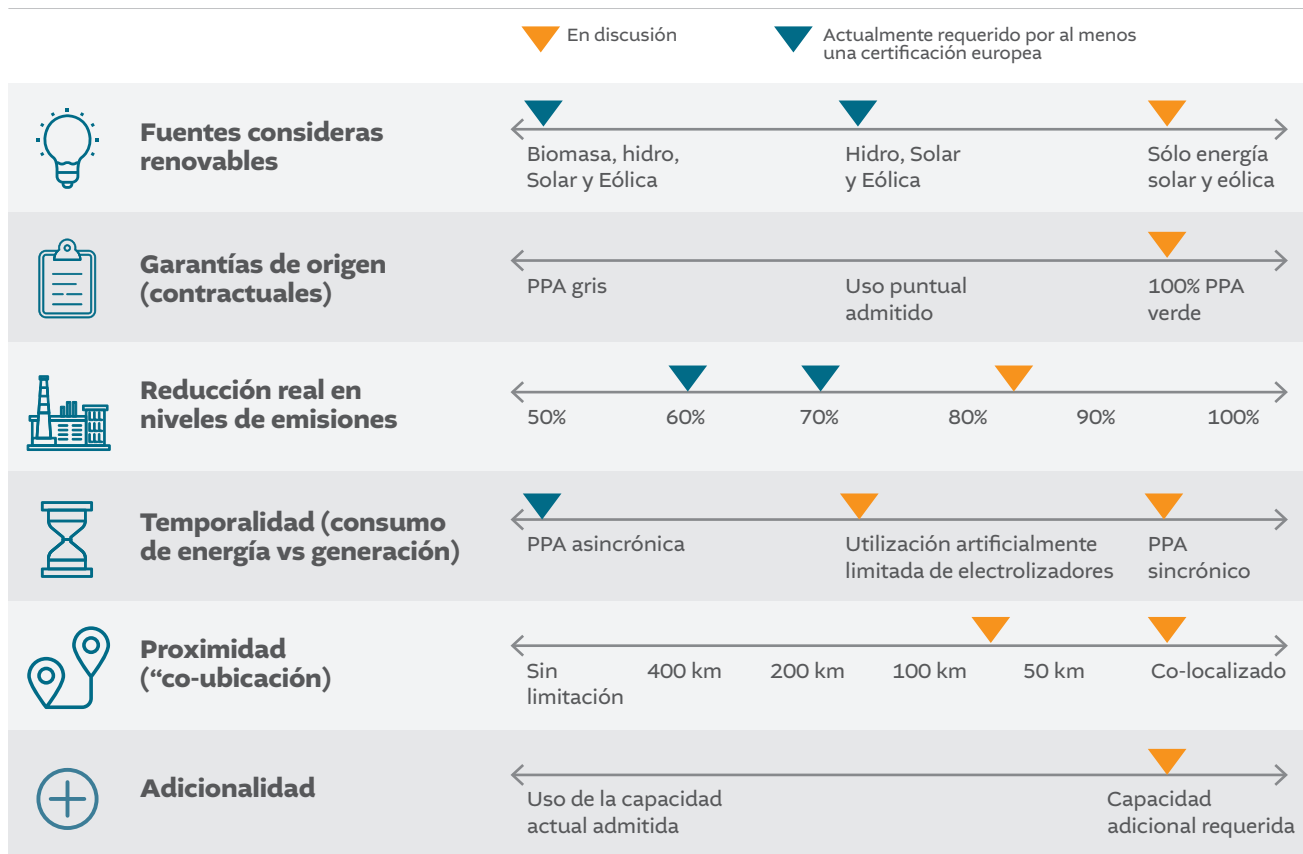 En discusión
Actualmente requerido por al menos
una certificación europea
Fuentes consideras
renovables
Biomasa, hidro,
Solar y Eólica
Hidro, Solar
y Eólica
Sólo energía
solar y eólica
Garantías de origen
(contractuales)
PPA gris
Uso puntual
admitido
100% PPA
verde
Reducción real en
niveles de emisiones
50%
60%
70%
80%
90%
100%
Temporalidad (consumo
de energía vs generación)
PPA asincrónica
Utilización artificialmente
limitada de electrolizadores
PPA
sincrónico
Proximidad
(“co-ubicación)
Sin
limitación
400 km
200 km
100 km
50 km
Co-localizado
Adicionalidad
Uso de la capacidad
actual admitida
Capacidad
adicional requerida